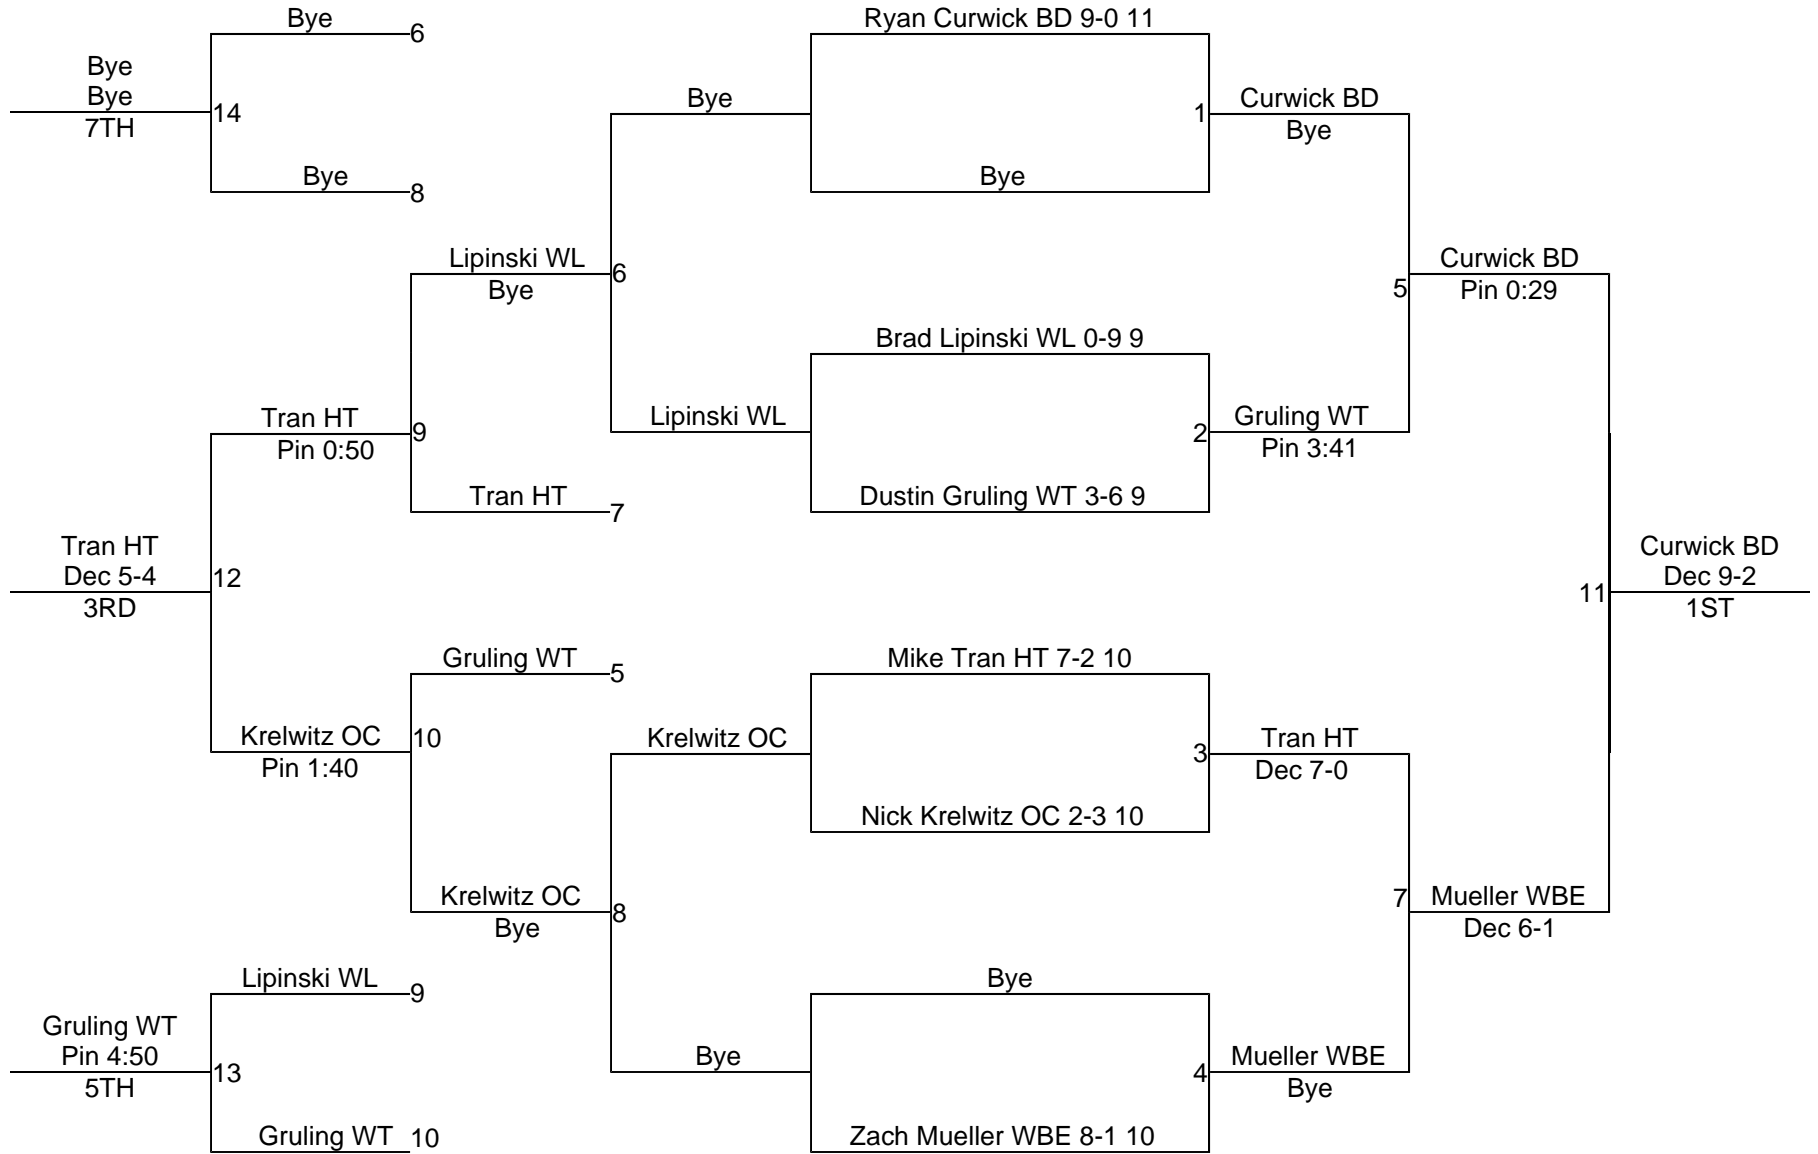 Bye
6
Ryan Curwick BD 9-0 11
Bye
Bye
14
7TH
Bye
1
Curwick BD
Bye
Bye
8
Bye
Lipinski WL
6
Bye
Curwick BD
5
Pin 0:29
Brad Lipinski WL 0-9 9
Tran HT
9
Pin 0:50
Lipinski WL
2
Gruling WT
Pin 3:41
Tran HT
7
Dustin Gruling WT 3-6 9
Tran HT
Dec 5-4
12
3RD
Curwick BD
11
Dec 9-2
1ST
Gruling WT
5
Mike Tran HT 7-2 10
Krelwitz OC
10
Pin 1:40
Krelwitz OC
3
Tran HT
Dec 7-0
Nick Krelwitz OC 2-3 10
Krelwitz OC
8
Bye
7
Mueller WBE
Dec 6-1
Lipinski WL
9
Bye
Gruling WT
Pin 4:50
13
5TH
Bye
4
Mueller WBE
Bye
Gruling WT
10
Zach Mueller WBE 8-1 10